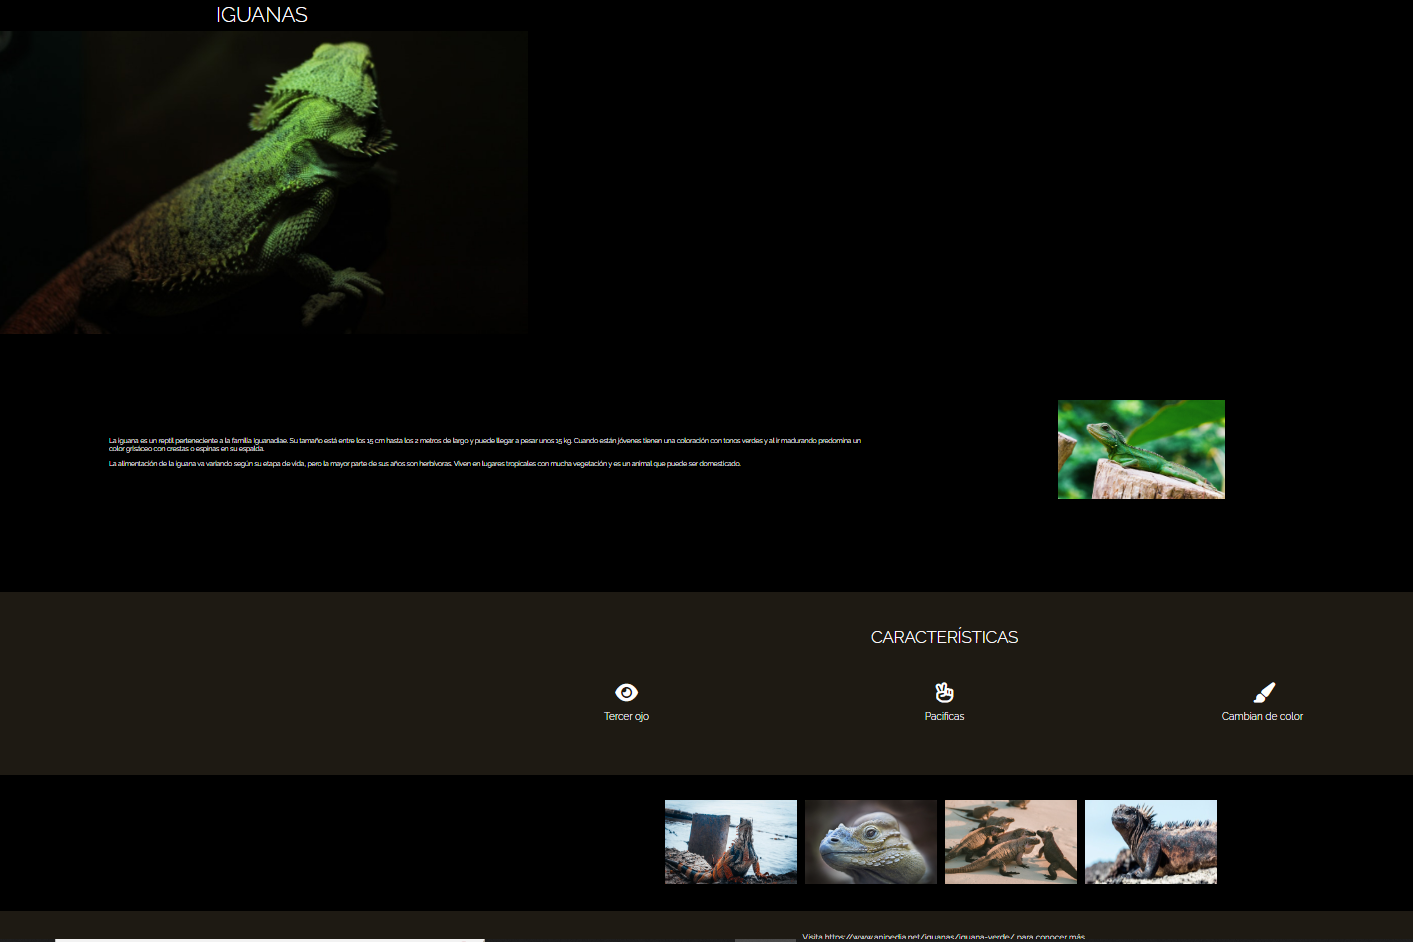 IGUANAS
La iguana es un reptil perteneciente a la familia Iguanadiae. Su tamaño está entre los 15 cm hasta los 2 metros de largo y puede llegar a pesar unos 15 kg. Cuando están jóvenes tienen una coloración con tonos verdes y al ir madurando predomina un
color grisáceo con crestas o espinas en su espalda.
La alimentación de la iguana va variando según su etapa de vida, pero la mayor parte de sus años son herbívoras. Viven en lugares tropicales con mucha vegetación y es un animal que puede ser domesticado.
CARACTERÍSTICAS
Tercer ojo
Pacificas
Cambian de color
Visita https://www.anipedia.net/iguanas/iguana-verde/ para conocer más